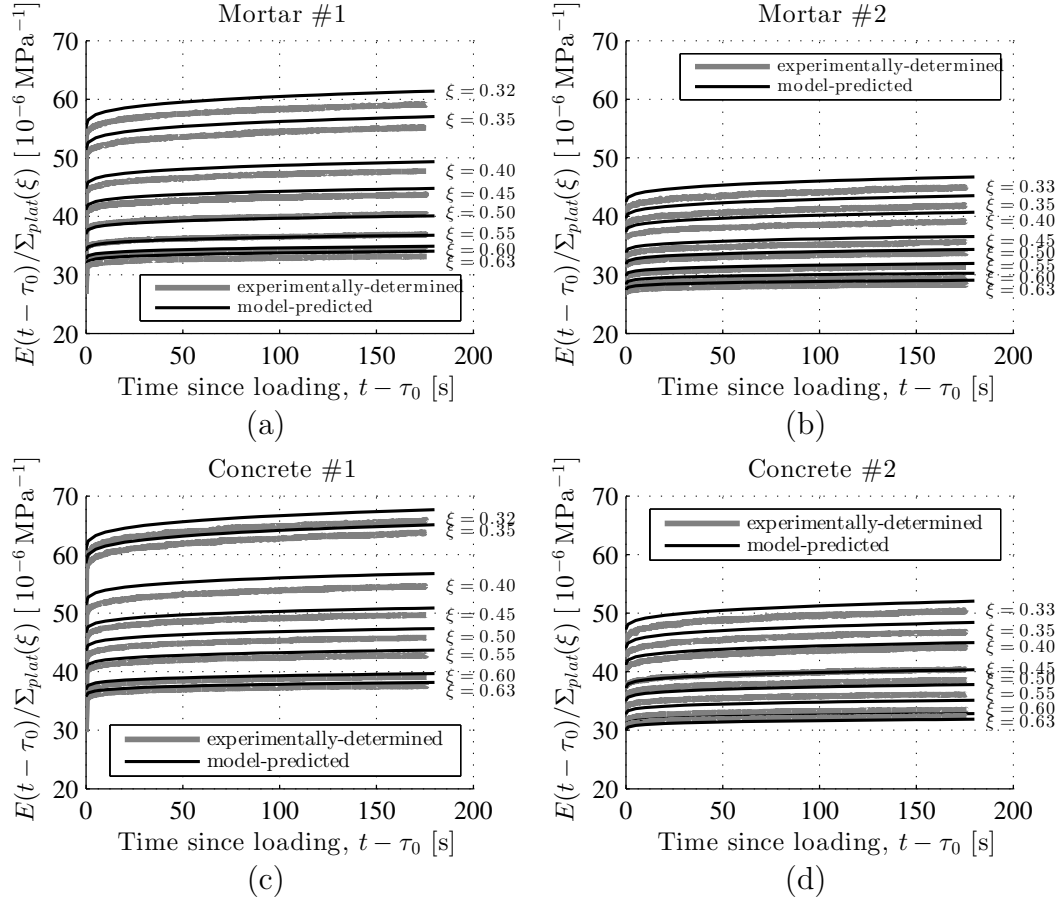 Mortar #1
E(t − τ₀)/Σ_plat(ξ) [10⁻⁶ MPa⁻¹]
70
60
50
40
30
20
ξ = 0.32
ξ = 0.35
ξ = 0.40
ξ = 0.45
ξ = 0.50
ξ = 0.55
ξ = 0.60
ξ = 0.63
experimentally-determined
model-predicted
0 50 100 150 200
Time since loading, t − τ₀ [s]
(a)
Mortar #2
E(t − τ₀)/Σ_plat(ξ) [10⁻⁶ MPa⁻¹]
70
60
50
40
30
20
experimentally-determined
model-predicted
ξ = 0.33
ξ = 0.35
ξ = 0.40
ξ = 0.45
ξ = 0.50
ξ = 0.55
ξ = 0.60
ξ = 0.63
0 50 100 150 200
Time since loading, t − τ₀ [s]
(b)
Concrete #1
E(t − τ₀)/Σ_plat(ξ) [10⁻⁶ MPa⁻¹]
70
60
50
40
30
20
ξ = 0.32
ξ = 0.35
ξ = 0.40
ξ = 0.45
ξ = 0.50
ξ = 0.55
ξ = 0.60
ξ = 0.63
experimentally-determined
model-predicted
0 50 100 150 200
Time since loading, t − τ₀ [s]
(c)
Concrete #2
E(t − τ₀)/Σ_plat(ξ) [10⁻⁶ MPa⁻¹]
70
60
50
40
30
20
experimentally-determined
model-predicted
ξ = 0.33
ξ = 0.35
ξ = 0.40
ξ = 0.45
ξ = 0.50
ξ = 0.55
ξ = 0.60
ξ = 0.63
0 50 100 150 200
Time since loading, t − τ₀ [s]
(d)